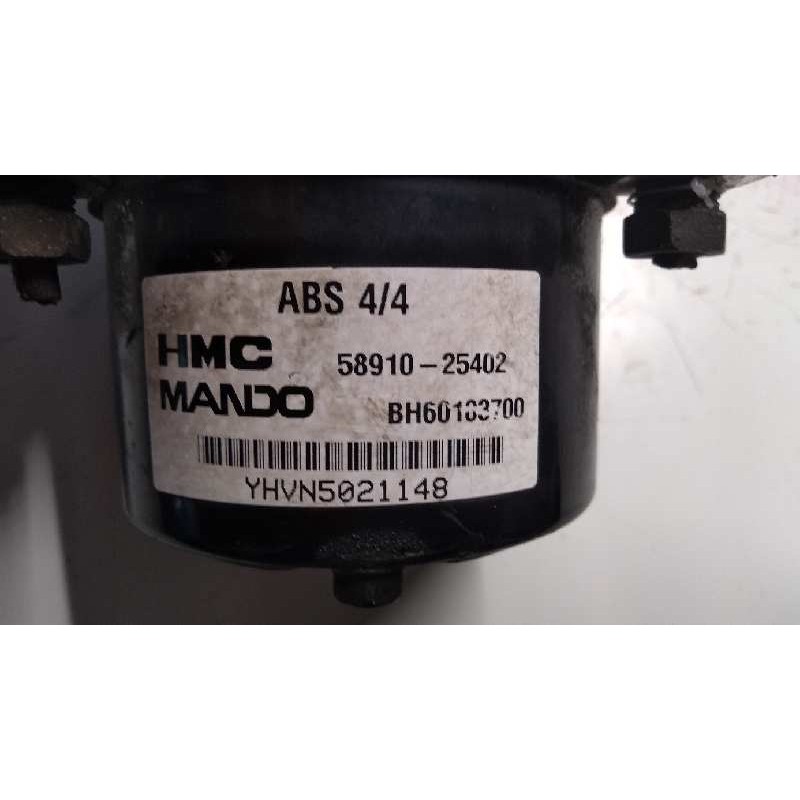 ABS 4/4
HMC 58910-25402
MANDO BH60103700
YHVN5021148